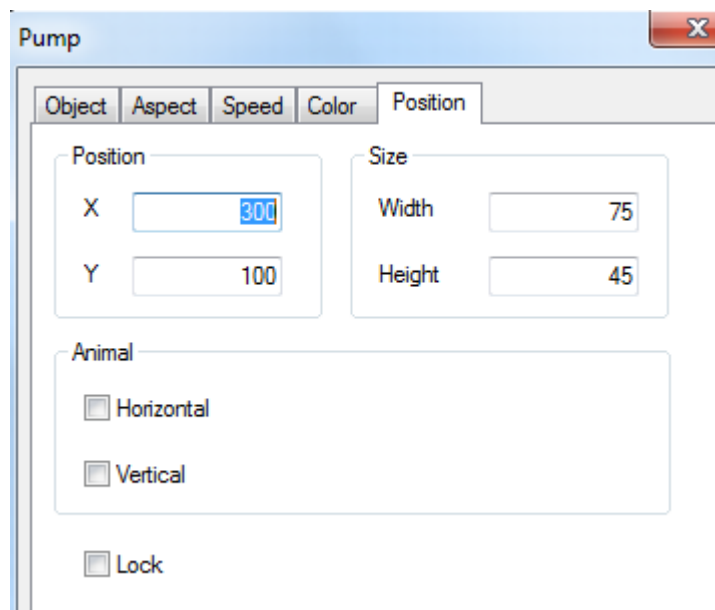 Pump
Object Aspect Speed Color Position
Position
X 300
Y 100
Size
Width 75
Height 45
Animal
Horizontal
Vertical
Lock